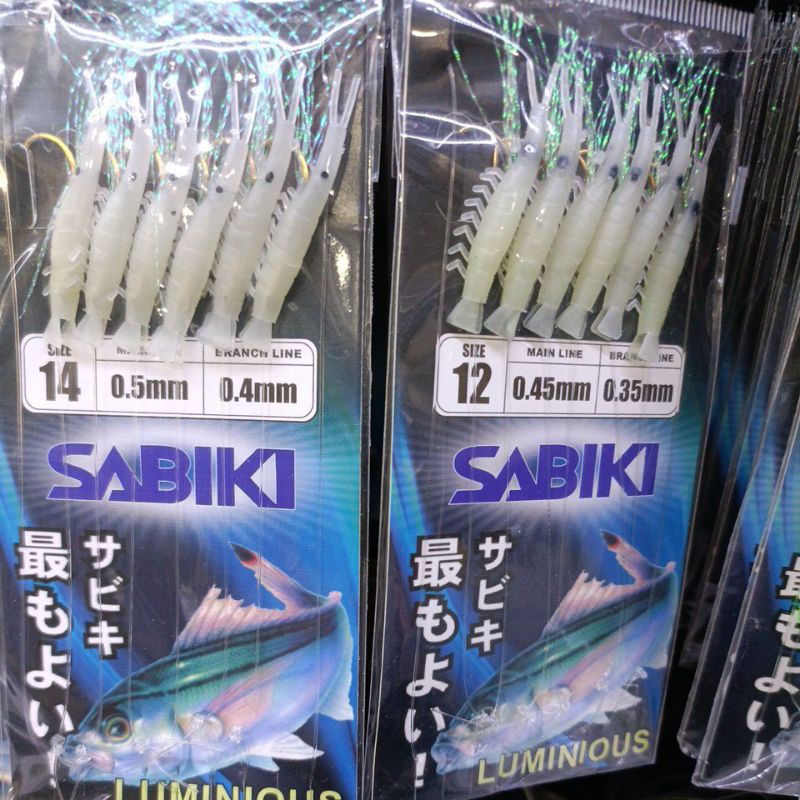 SIZE
14
BRANCH LINE
0.5mm
0.4mm
SABIKI
サビキ
最もよい!
LUMINIOUS
SIZE
12
MAIN LINE
0.45mm
0.35mm
SABIKI
サビキ
最もよい!
LUMINIOUS